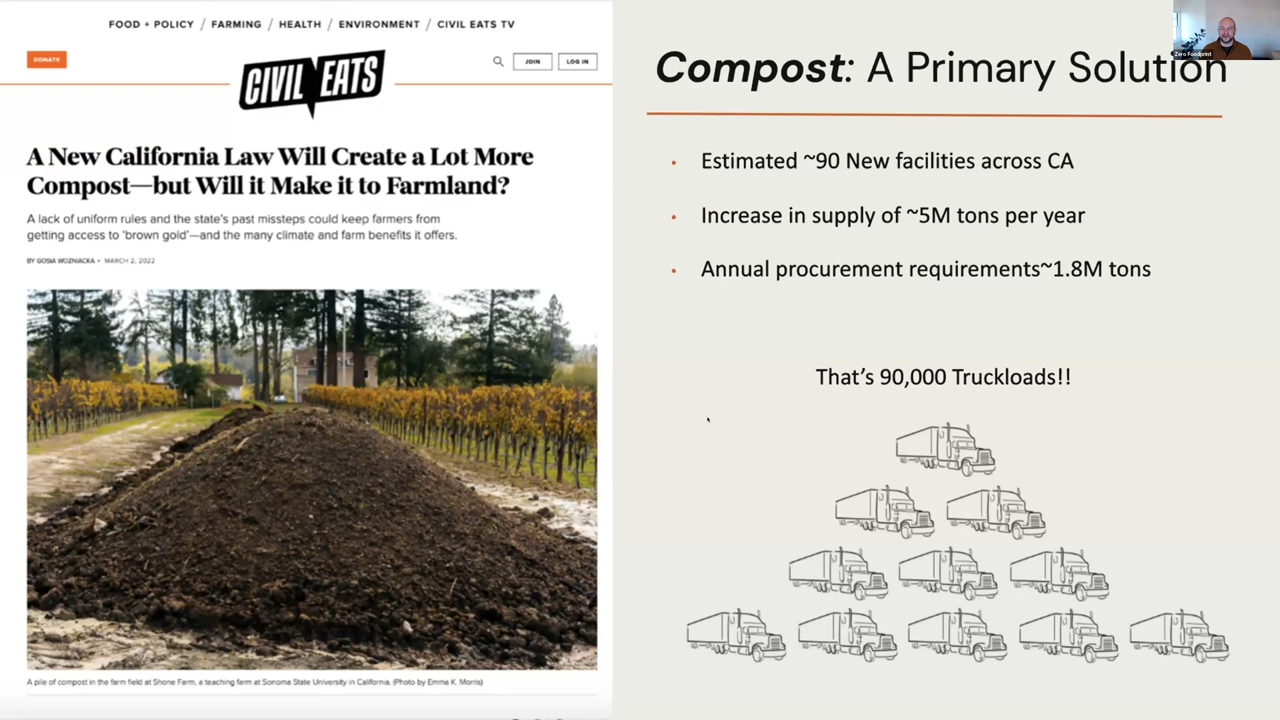 FOOD + POLICY / FARMING / HEALTH / ENVIRONMENT / CIVIL EATS TV
DONATE
CIVIL EATS
JOIN
LOG IN
A New California Law Will Create a Lot More
Compost—but Will it Make it to Farmland?
A lack of uniform rules and the state's past missteps could keep farmers from
getting access to 'brown gold'—and the many climate and farm benefits it offers.
BY GOSIA WOZNIACKA • MARCH 2, 2022
A pile of compost in the farm field at Shone Farm, a teaching farm at Sonoma State University in California. (Photo by Emma K. Morris)
Compost: A Primary Solution
Zero Foodprint
• Estimated ~90 New facilities across CA
• Increase in supply of ~5M tons per year
• Annual procurement requirements~1.8M tons
That's 90,000 Truckloads!!